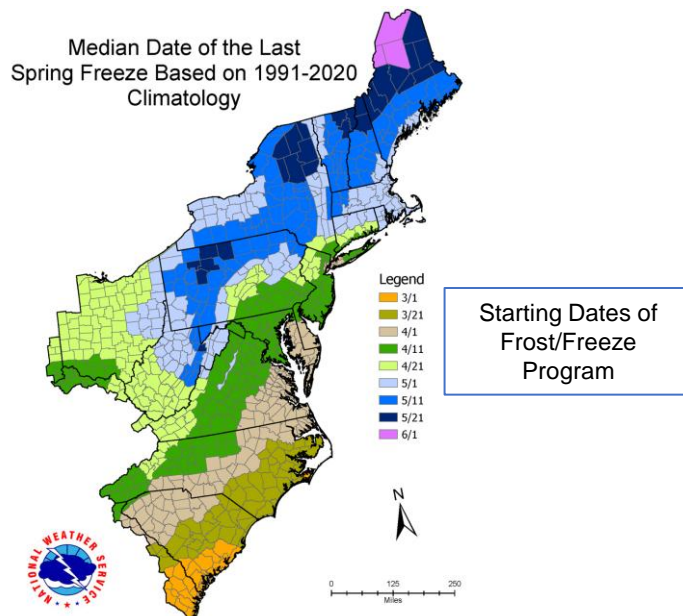 Median Date of the Last
Spring Freeze Based on 1991-2020
Climatology
Legend
3/1
3/21
4/1
4/11
4/21
5/1
5/11
5/21
6/1
Starting Dates of
Frost/Freeze
Program
N
0 125 250
Miles
NATIONAL WEATHER SERVICE